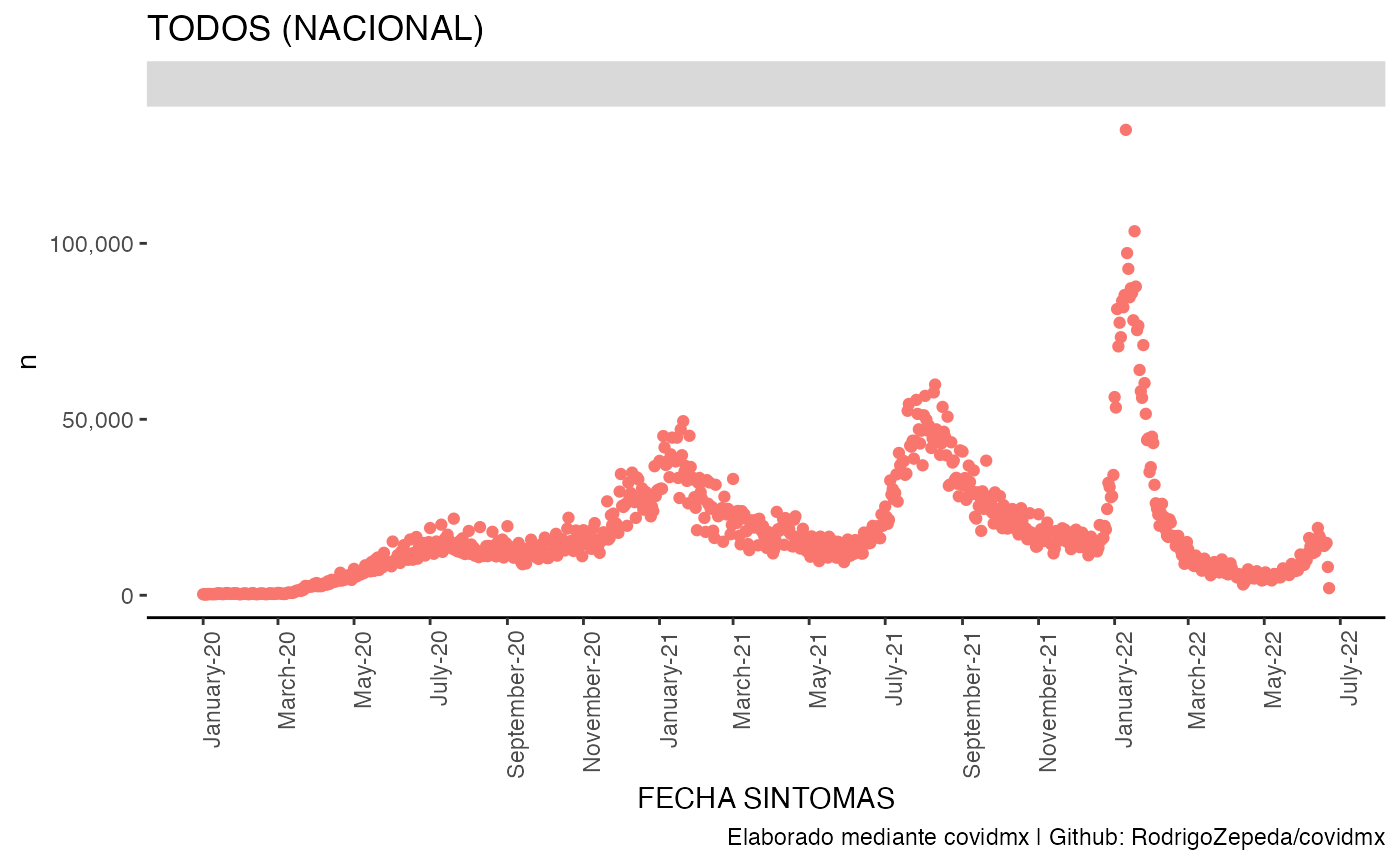 TODOS (NACIONAL)
100,000
50,000
0
n
January-20
March-20
May-20
July-20
September-20
November-20
January-21
March-21
May-21
July-21
September-21
November-21
January-22
March-22
May-22
July-22
FECHA SINTOMAS
Elaborado mediante covidmx | Github: RodrigoZepeda/covidmx